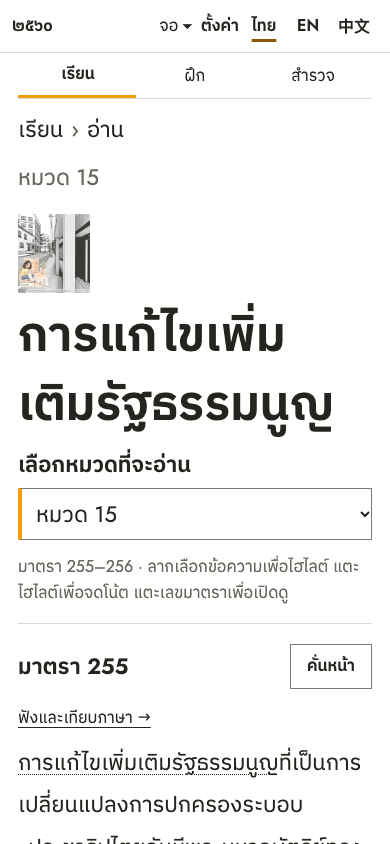 ๒๕๖๐ จอ ตั้งค่า ไทย EN 中文
เรียน ฝึก สำรวจ
เรียน › อ่าน
หมวด 15
การแก้ไขเพิ่ม
เติมรัฐธรรมนูญ
เลือกหมวดที่จะอ่าน
หมวด 15
มาตรา 255–256 · ลากเลือกข้อความเพื่อไฮไลต์ แตะ
ไฮไลต์เพื่อจดโน้ต แตะเลขมาตราเพื่อเปิดดู
มาตรา 255 คั่นหน้า
ฟังและเทียบภาษา →
การแก้ไขเพิ่มเติมรัฐธรรมนูญที่เป็นการ
เปลี่ยนแปลงการปกครองระบอบ